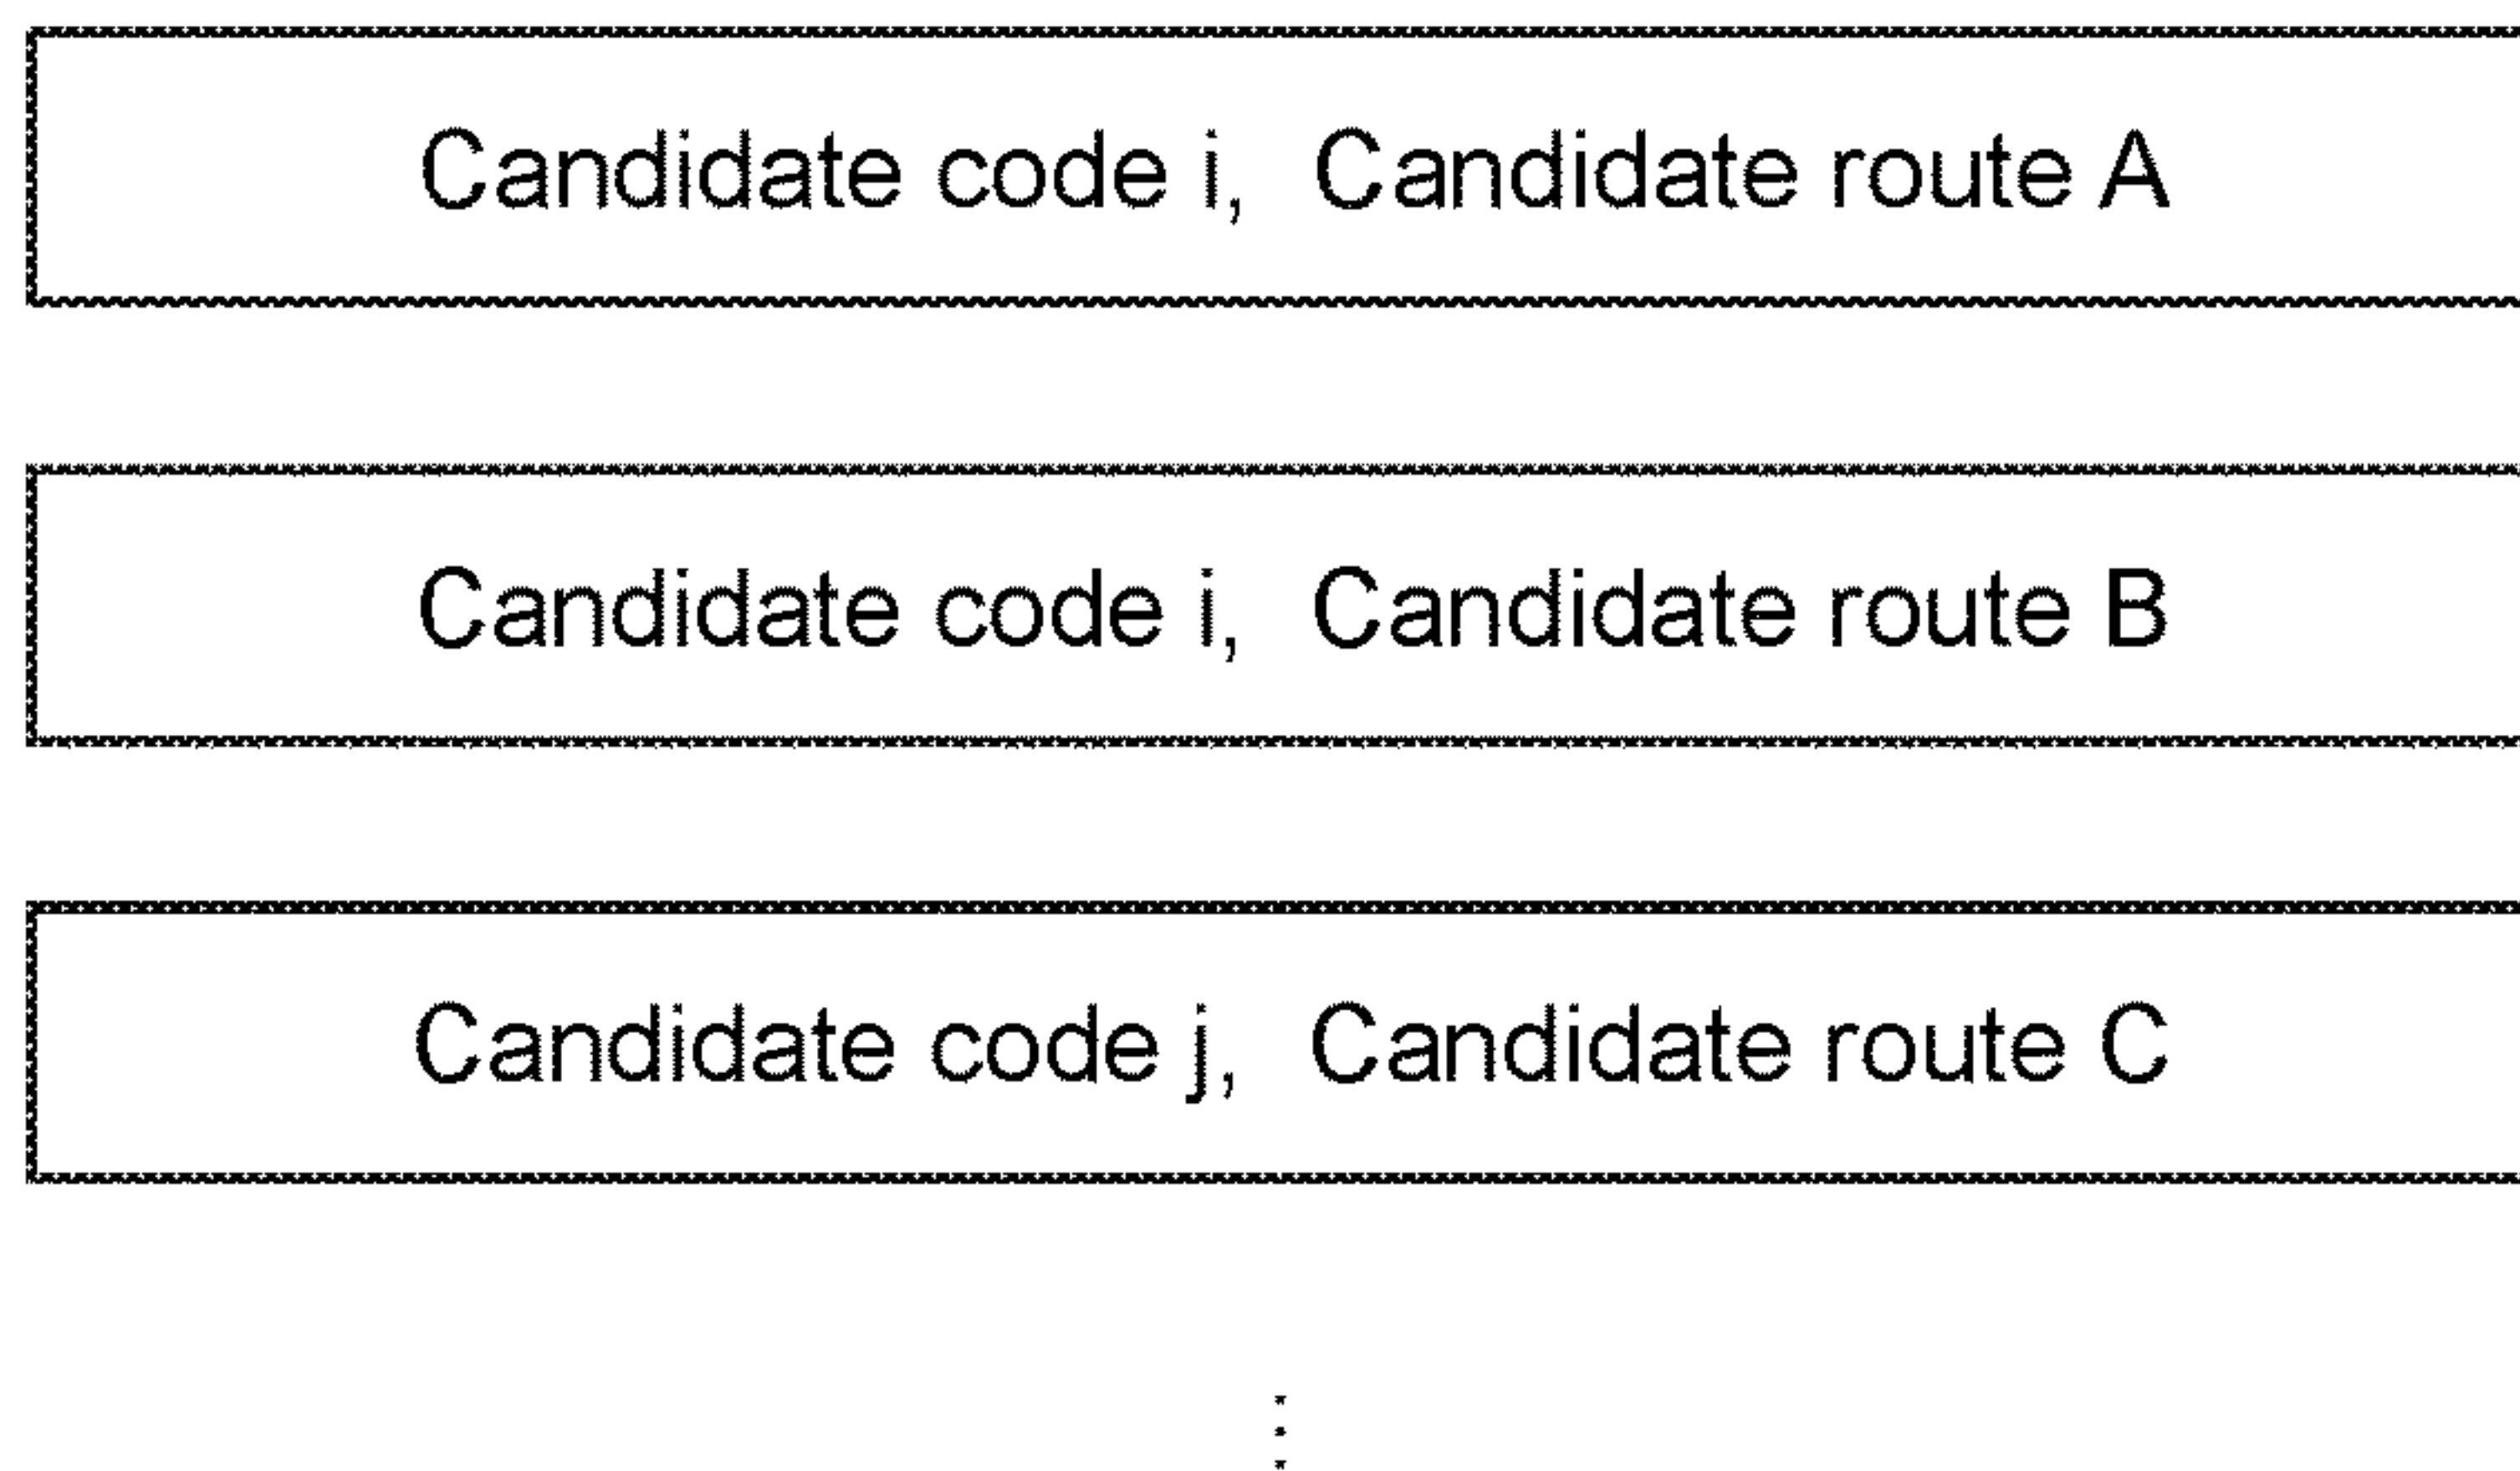 Candidate code i, Candidate route A
Candidate code i, Candidate route B
Candidate code j, Candidate route C
⋮